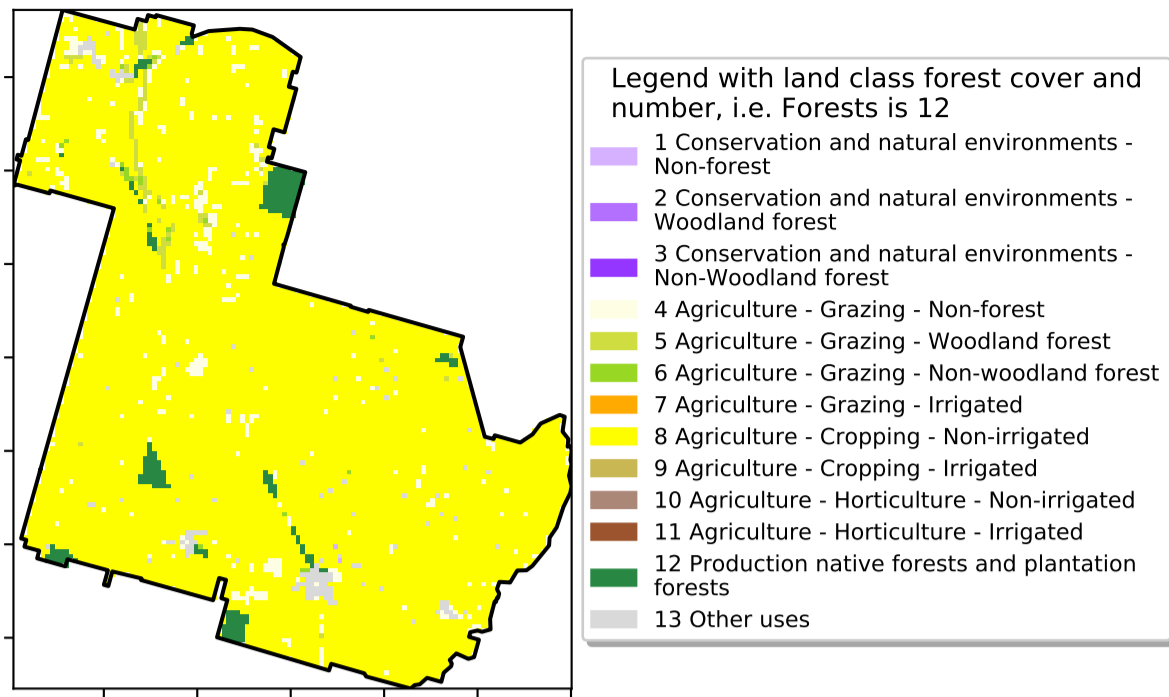 Legend with land class forest cover and
number, i.e. Forests is 12
1 Conservation and natural environments -
Non-forest
2 Conservation and natural environments -
Woodland forest
3 Conservation and natural environments -
Non-Woodland forest
4 Agriculture - Grazing - Non-forest
5 Agriculture - Grazing - Woodland forest
6 Agriculture - Grazing - Non-woodland forest
7 Agriculture - Grazing - Irrigated
8 Agriculture - Cropping - Non-irrigated
9 Agriculture - Cropping - Irrigated
10 Agriculture - Horticulture - Non-irrigated
11 Agriculture - Horticulture - Irrigated
12 Production native forests and plantation
forests
13 Other uses